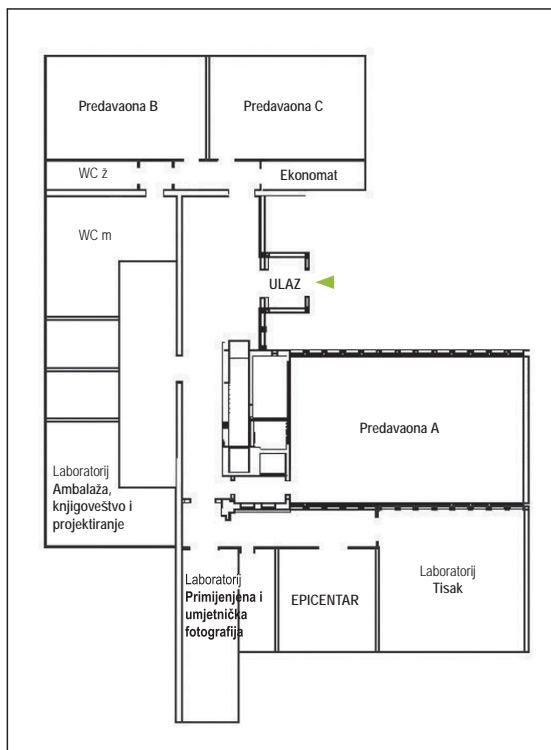 Predavaona B
Predavaona C
WC ž
Ekonomat
WC m
ULAZ
Predavaona A
Laboratorij
Ambalaža,
knjigoveštvo i
projektiranje
Laboratorij
Primijenjena i
umjetnička
fotografija
EPICENTAR
Laboratorij
Tisak